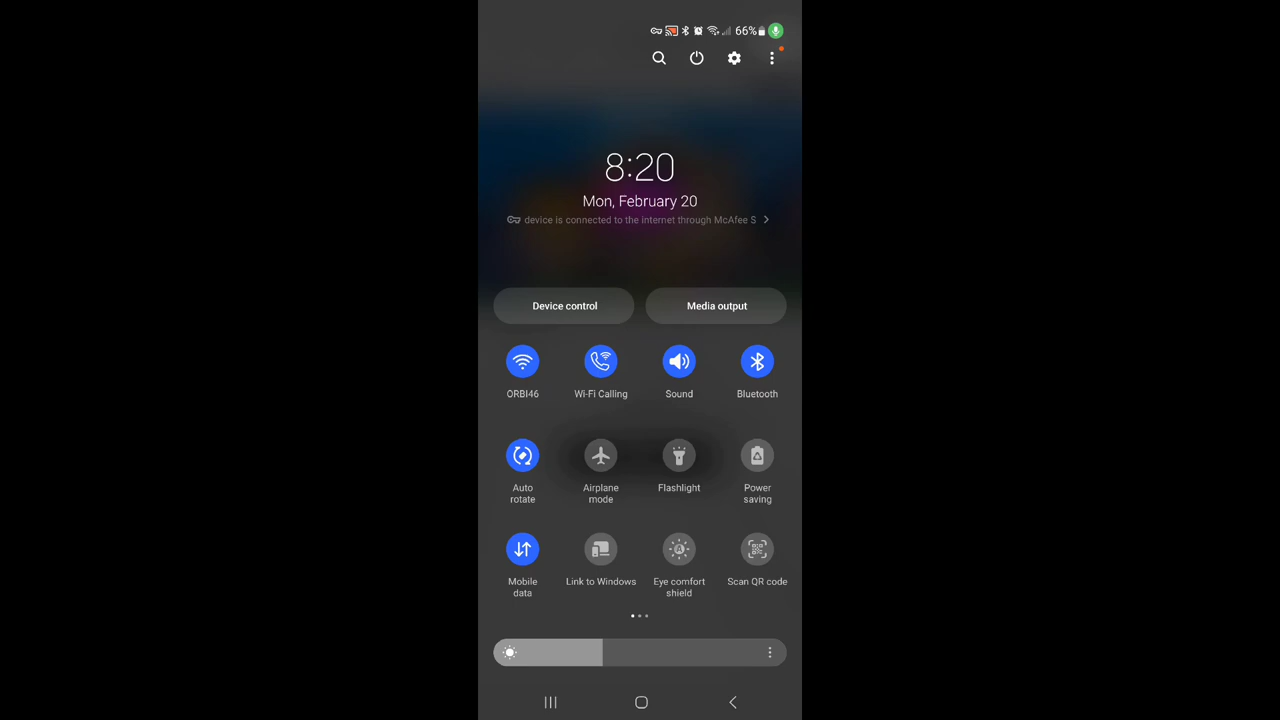 66%
8:20
Mon, February 20
device is connected to the internet through McAfee S
Device control
Media output
ORBI46
Wi-Fi Calling
Sound
Bluetooth
Auto
rotate
Airplane
mode
Flashlight
Power
saving
Mobile
data
Link to Windows
Eye comfort
shield
Scan QR code